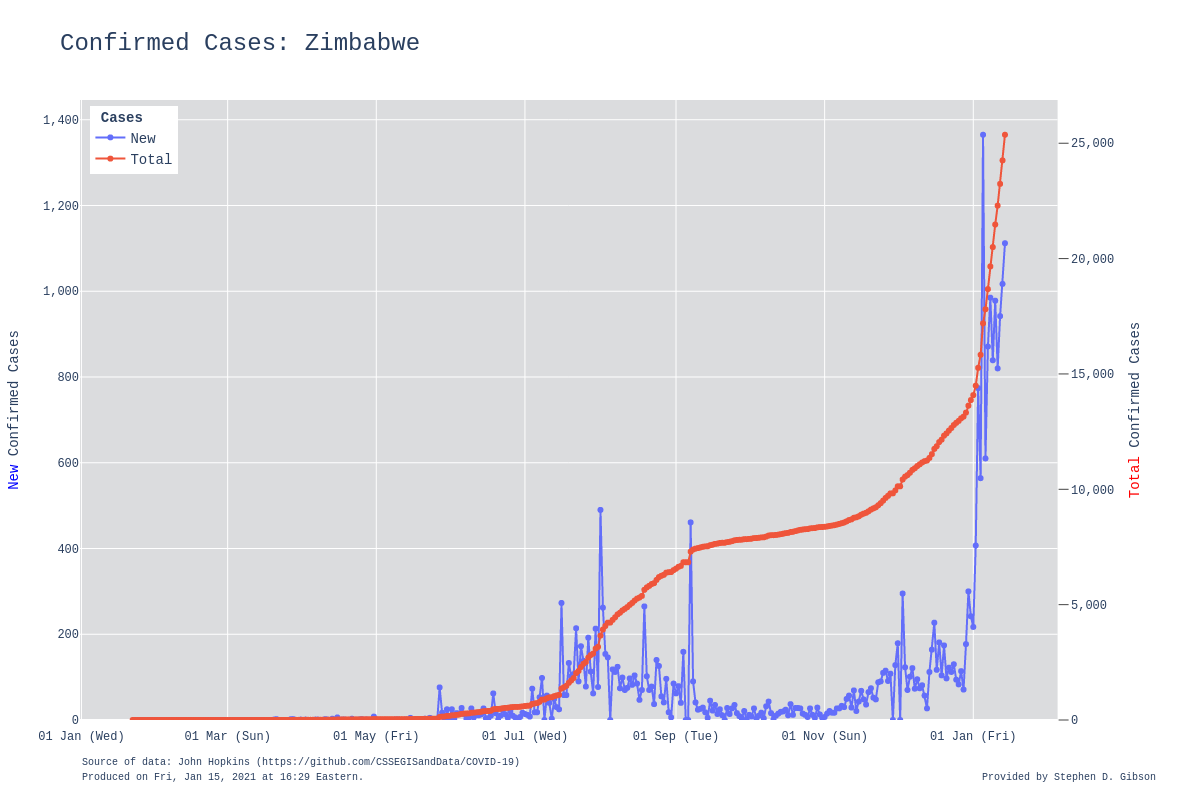 Confirmed Cases: Zimbabwe
Cases
New
Total
1,400
1,200
1,000
800
600
400
200
0
25,000
20,000
15,000
10,000
5,000
0
New Confirmed Cases
Total Confirmed Cases
01 Jan (Wed)
01 Mar (Sun)
01 May (Fri)
01 Jul (Wed)
01 Sep (Tue)
01 Nov (Sun)
01 Jan (Fri)
Source of data: John Hopkins (https://github.com/CSSEGISandData/COVID-19)
Produced on Fri, Jan 15, 2021 at 16:29 Eastern.
Provided by Stephen D. Gibson